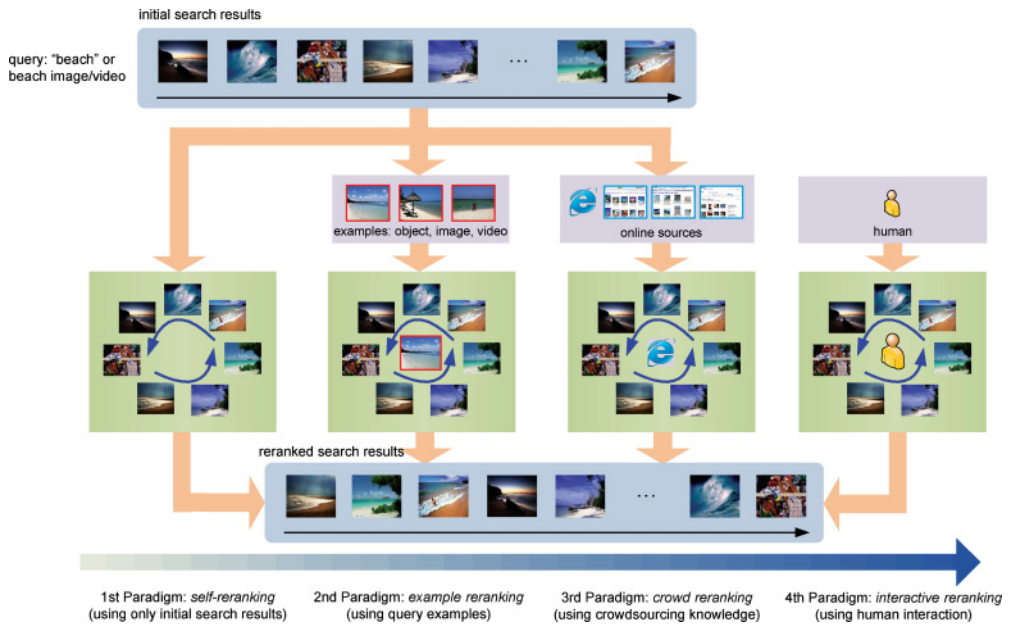 initial search results
query: “beach” or
beach image/video
...
examples: object, image, video
online sources
human
reranked search results
...
1st Paradigm: self-reranking
(using only initial search results)
2nd Paradigm: example reranking
(using query examples)
3rd Paradigm: crowd reranking
(using crowdsourcing knowledge)
4th Paradigm: interactive reranking
(using human interaction)